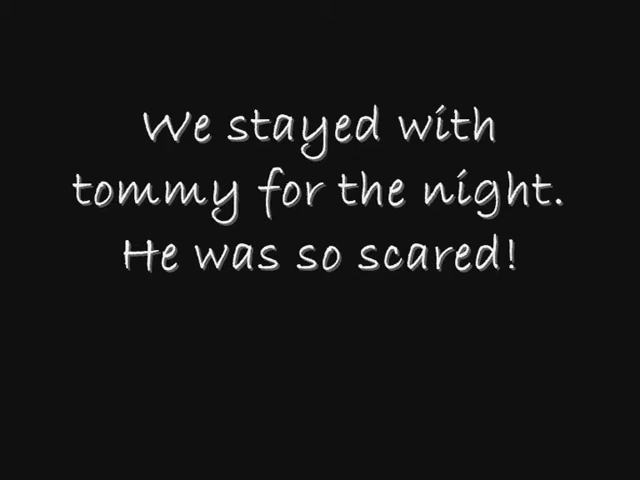 We stayed with
tommy for the night.
He was so scared!